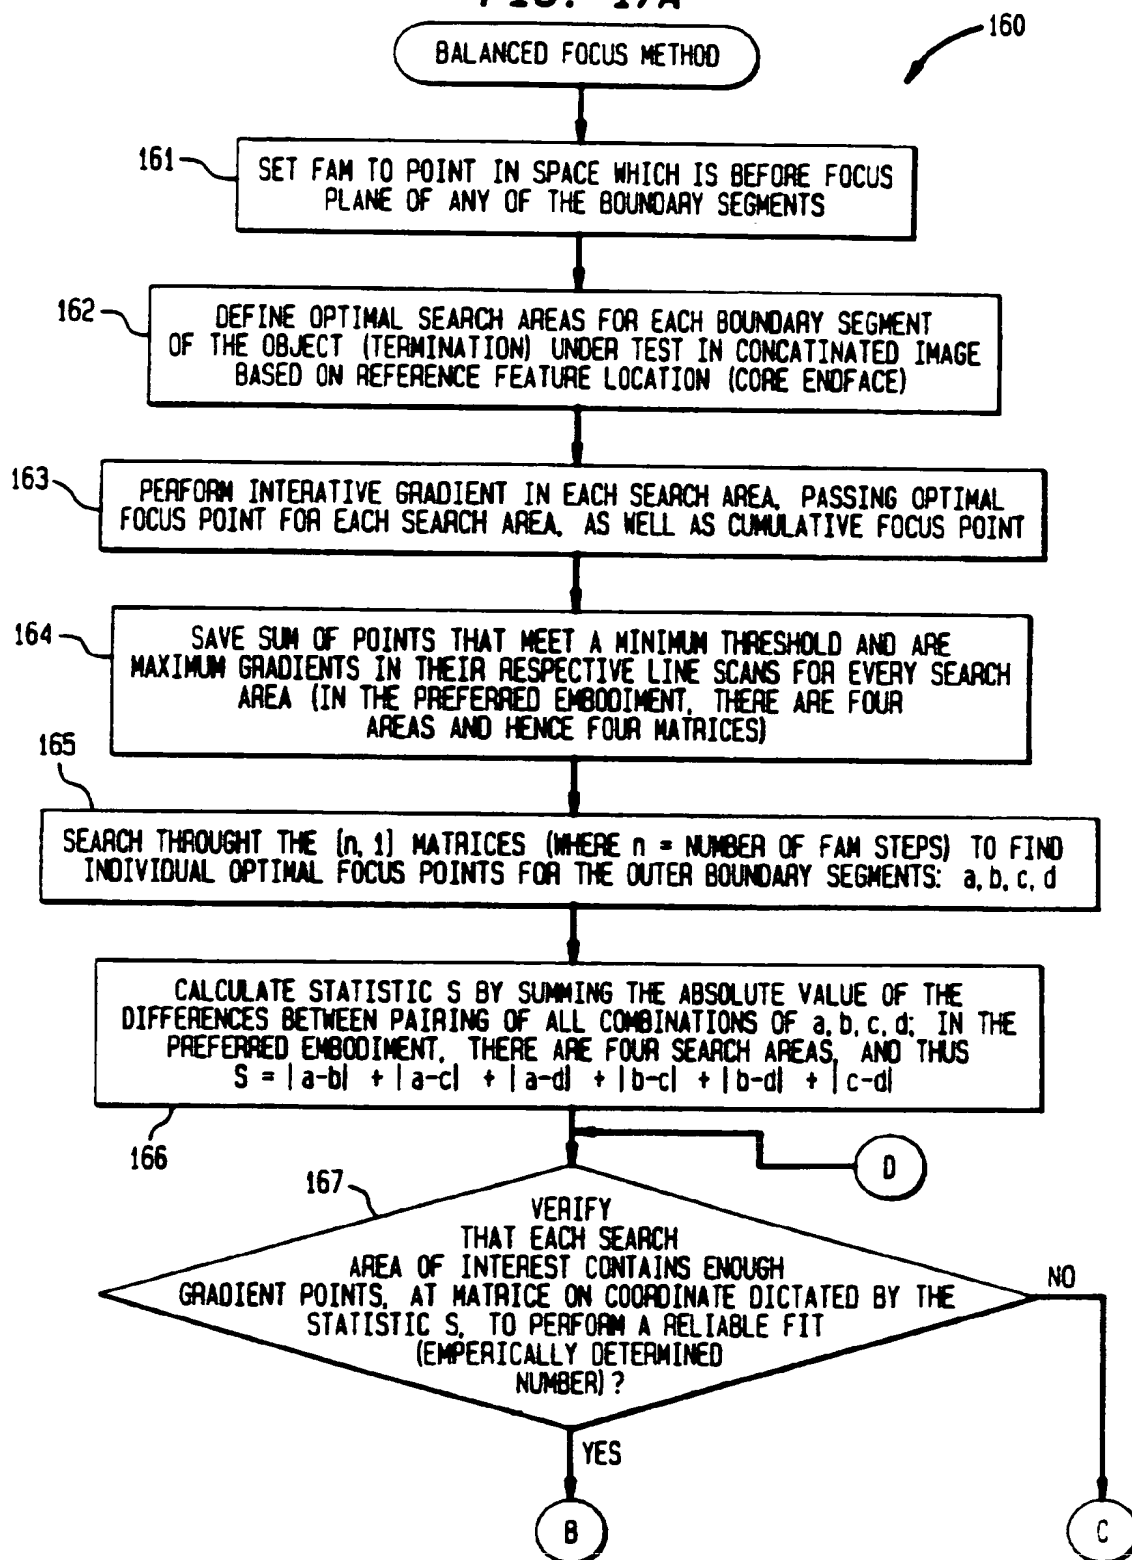 FIG. 17A
160
BALANCED FOCUS METHOD
161
SET FAM TO POINT IN SPACE WHICH IS BEFORE FOCUS
PLANE OF ANY OF THE BOUNDARY SEGMENTS
162
DEFINE OPTIMAL SEARCH AREAS FOR EACH BOUNDARY SEGMENT
OF THE OBJECT (TERMINATION) UNDER TEST IN CONCATINATED IMAGE
BASED ON REFERENCE FEATURE LOCATION (CORE ENDFACE)
163
PERFORM INTERATIVE GRADIENT IN EACH SEARCH AREA, PASSING OPTIMAL
FOCUS POINT FOR EACH SEARCH AREA, AS WELL AS CUMULATIVE FOCUS POINT
164
SAVE SUM OF POINTS THAT MEET A MINIMUM THRESHOLD AND ARE
MAXIMUM GRADIENTS IN THEIR RESPECTIVE LINE SCANS FOR EVERY SEARCH
AREA (IN THE PREFERRED EMBODIMENT, THERE ARE FOUR
AREAS AND HENCE FOUR MATRICES)
165
SEARCH THROUGHT THE [n, 1] MATRICES (WHERE n = NUMBER OF FAM STEPS) TO FIND
INDIVIDUAL OPTIMAL FOCUS POINTS FOR THE OUTER BOUNDARY SEGMENTS: a, b, c, d
CALCULATE STATISTIC S BY SUMMING THE ABSOLUTE VALUE OF THE
DIFFERENCES BETWEEN PAIRING OF ALL COMBINATIONS OF a, b, c, d; IN THE
PREFERRED EMBODIMENT, THERE ARE FOUR SEARCH AREAS, AND THUS
S = |a-b| + |a-c| + |a-d| + |b-c| + |b-d| + |c-d|
166
D
167
VERIFY
THAT EACH SEARCH
AREA OF INTEREST CONTAINS ENOUGH
GRADIENT POINTS, AT MATRICE ON COORDINATE DICTATED BY THE
STATISTIC S, TO PERFORM A RELIABLE FIT
(EMPERICALLY DETERMINED
NUMBER)?
NO
YES
B
C